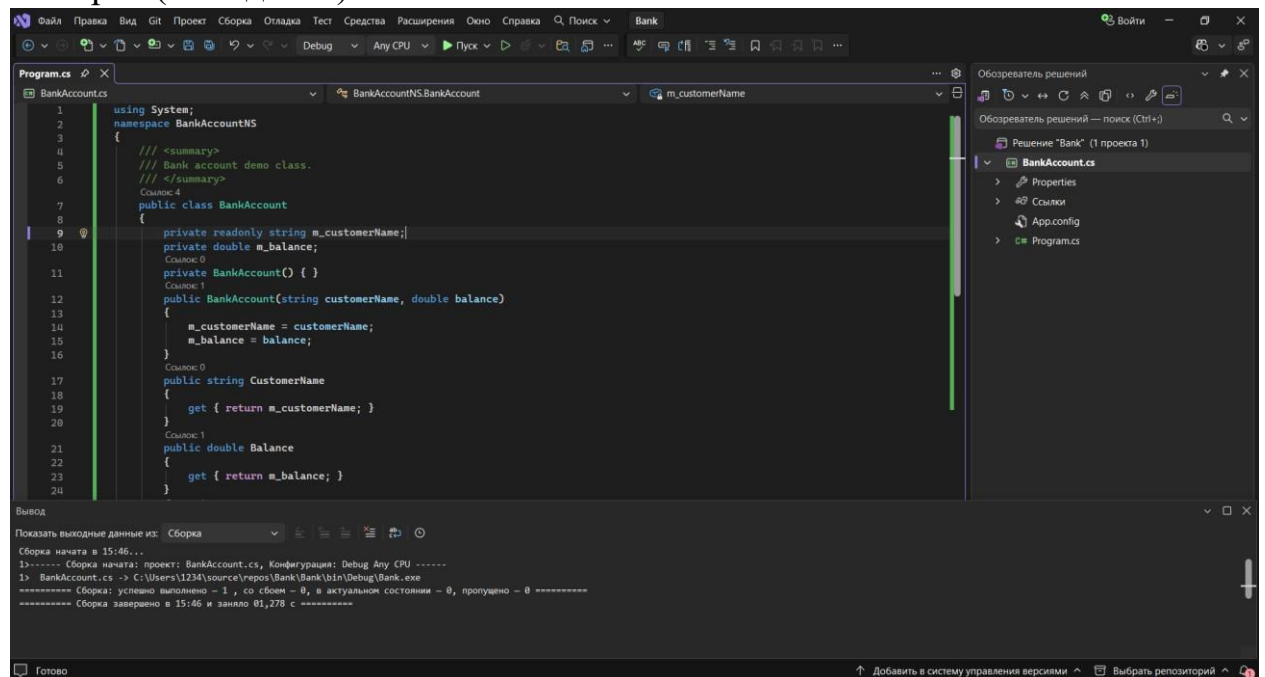 Файл Правка Вид Git Проект Сборка Отладка Тест Средства Расширения Окно Справка Поиск Bank Войти
Debug Any CPU Пуск
Program.cs
BankAccount.cs BankAccountNS.BankAccount m_customerName
1 using System;
2 namespace BankAccountNS
3 {
4 /// <summary>
5 /// Bank account demo class.
6 /// </summary>
Ссылок: 4
7 public class BankAccount
8 {
9 private readonly string m_customerName;
10 private double m_balance;
Ссылок: 0
11 private BankAccount() { }
Ссылок: 1
12 public BankAccount(string customerName, double balance)
13 {
14 m_customerName = customerName;
15 m_balance = balance;
16 }
Ссылок: 0
17 public string CustomerName
18 {
19 get { return m_customerName; }
20 }
Ссылок: 1
21 public double Balance
22 {
23 get { return m_balance; }
24 }
Обозреватель решений
Обозреватель решений — поиск (Ctrl+;)
Решение "Bank" (1 проекта 1)
BankAccount.cs
Properties
Ссылки
App.config
C# Program.cs
Вывод
Показать выходные данные из: Сборка
Сборка начата в 15:46...
1>------ Сборка начата: проект: BankAccount.cs, Конфигурация: Debug Any CPU ------
1> BankAccount.cs -> C:\Users\1234\source\repos\Bank\Bank\bin\Debug\Bank.exe
========== Сборка: успешно выполнено — 1 , со сбоем — 0, в актуальном состоянии — 0, пропущено — 0 ==========
========== Сборка завершено в 15:46 и заняло 01,278 с ==========
Готово Добавить в систему управления версиями Выбрать репозиторий